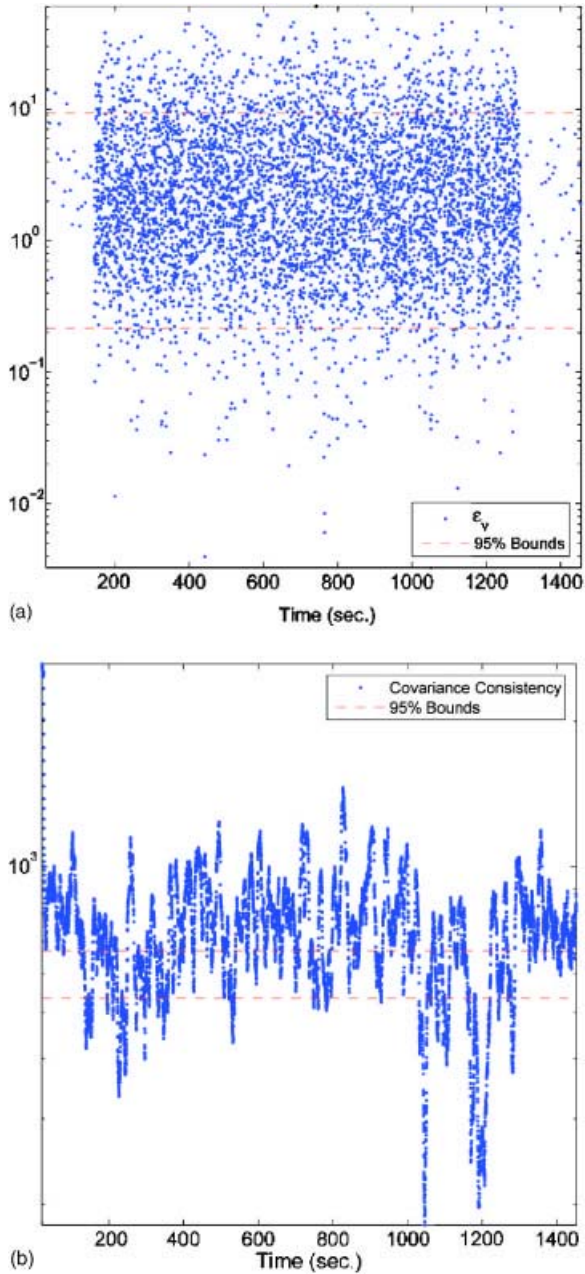 10¹
10⁰
10⁻¹
10⁻²
εᵥ
95% Bounds
200 400 600 800 1000 1200 1400
(a)
Time (sec.)
Covariance Consistency
95% Bounds
10³
200 400 600 800 1000 1200 1400
(b)
Time (sec.)